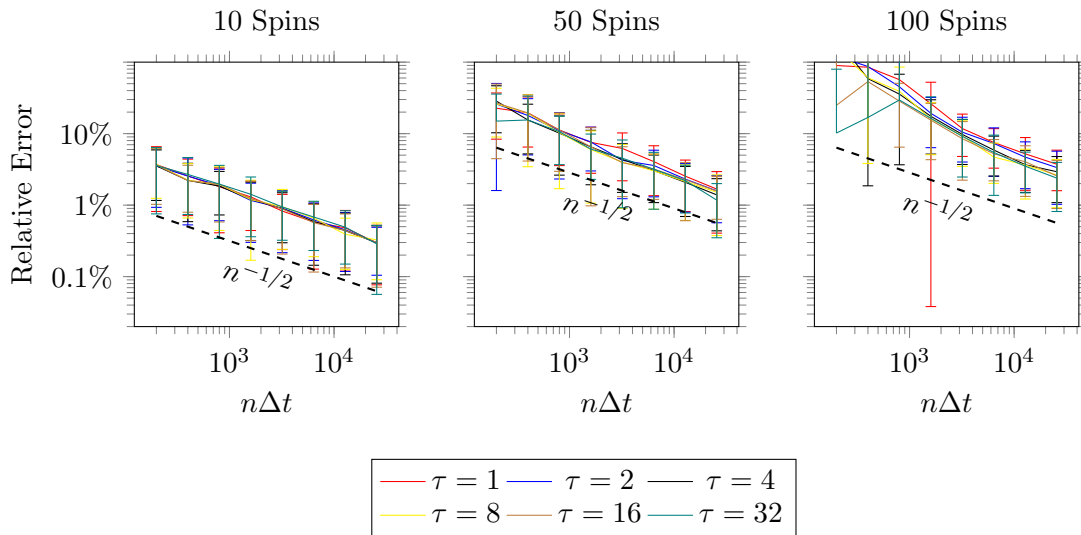 10 Spins 50 Spins 100 Spins
Relative Error
10%
1%
0.1%
n^{-1/2} n^{-1/2} n^{-1/2}
10^3 10^4 10^3 10^4 10^3 10^4
nΔt nΔt nΔt
τ = 1 τ = 2 τ = 4
τ = 8 τ = 16 τ = 32